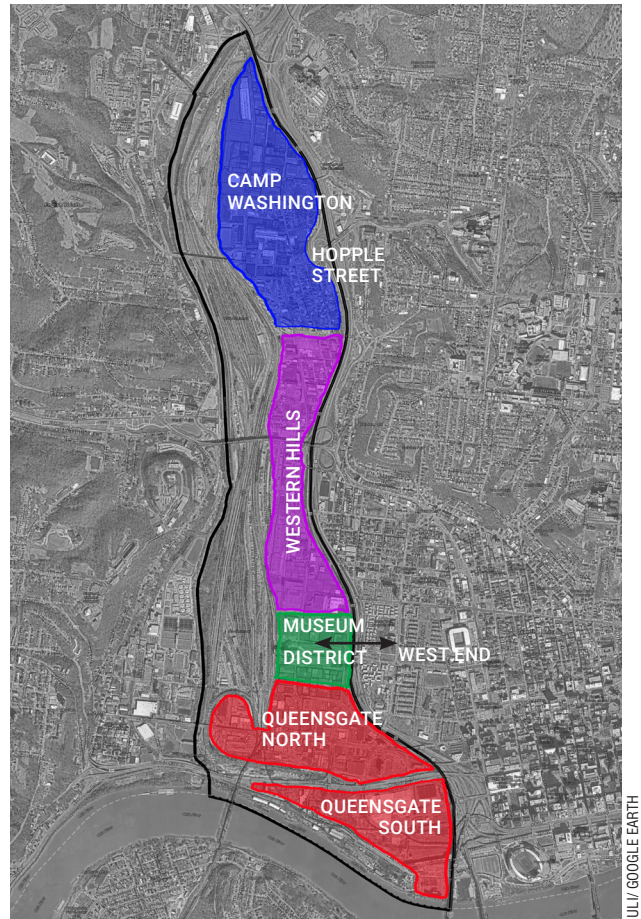 CAMP
WASHINGTON
HOPPLE
STREET
WESTERN HILLS
MUSEUM
DISTRICT
WEST END
QUEENSGATE
NORTH
QUEENSGATE
SOUTH
ULI/ GOOGLE EARTH